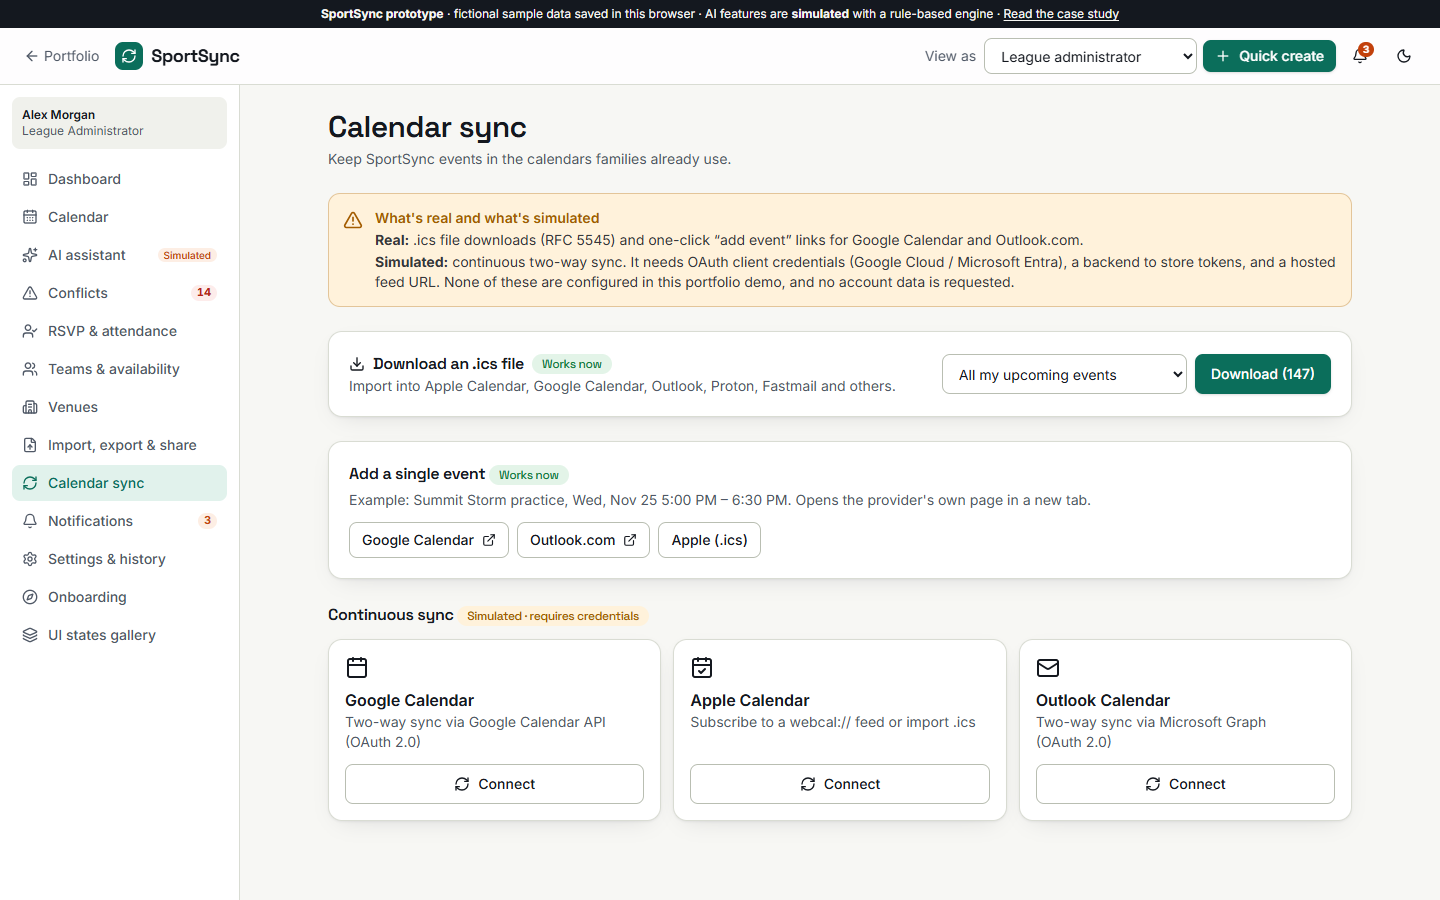 SportSync prototype · fictional sample data saved in this browser · AI features are simulated with a rule-based engine · Read the case study
Portfolio
SportSync
View as
League administrator
Quick create
3
Alex Morgan
League Administrator
Dashboard
Calendar
AI assistant
Simulated
Conflicts
14
RSVP & attendance
Teams & availability
Venues
Import, export & share
Calendar sync
Notifications
3
Settings & history
Onboarding
UI states gallery
Calendar sync
Keep SportSync events in the calendars families already use.
What's real and what's simulated
Real: .ics file downloads (RFC 5545) and one-click “add event” links for Google Calendar and Outlook.com.
Simulated: continuous two-way sync. It needs OAuth client credentials (Google Cloud / Microsoft Entra), a backend to store tokens, and a hosted
feed URL. None of these are configured in this portfolio demo, and no account data is requested.
Download an .ics file
Works now
Import into Apple Calendar, Google Calendar, Outlook, Proton, Fastmail and others.
All my upcoming events
Download (147)
Add a single event
Works now
Example: Summit Storm practice, Wed, Nov 25 5:00 PM – 6:30 PM. Opens the provider's own page in a new tab.
Google Calendar
Outlook.com
Apple (.ics)
Continuous sync
Simulated · requires credentials
Google Calendar
Two-way sync via Google Calendar API
(OAuth 2.0)
Connect
Apple Calendar
Subscribe to a webcal:// feed or import .ics
Connect
Outlook Calendar
Two-way sync via Microsoft Graph
(OAuth 2.0)
Connect